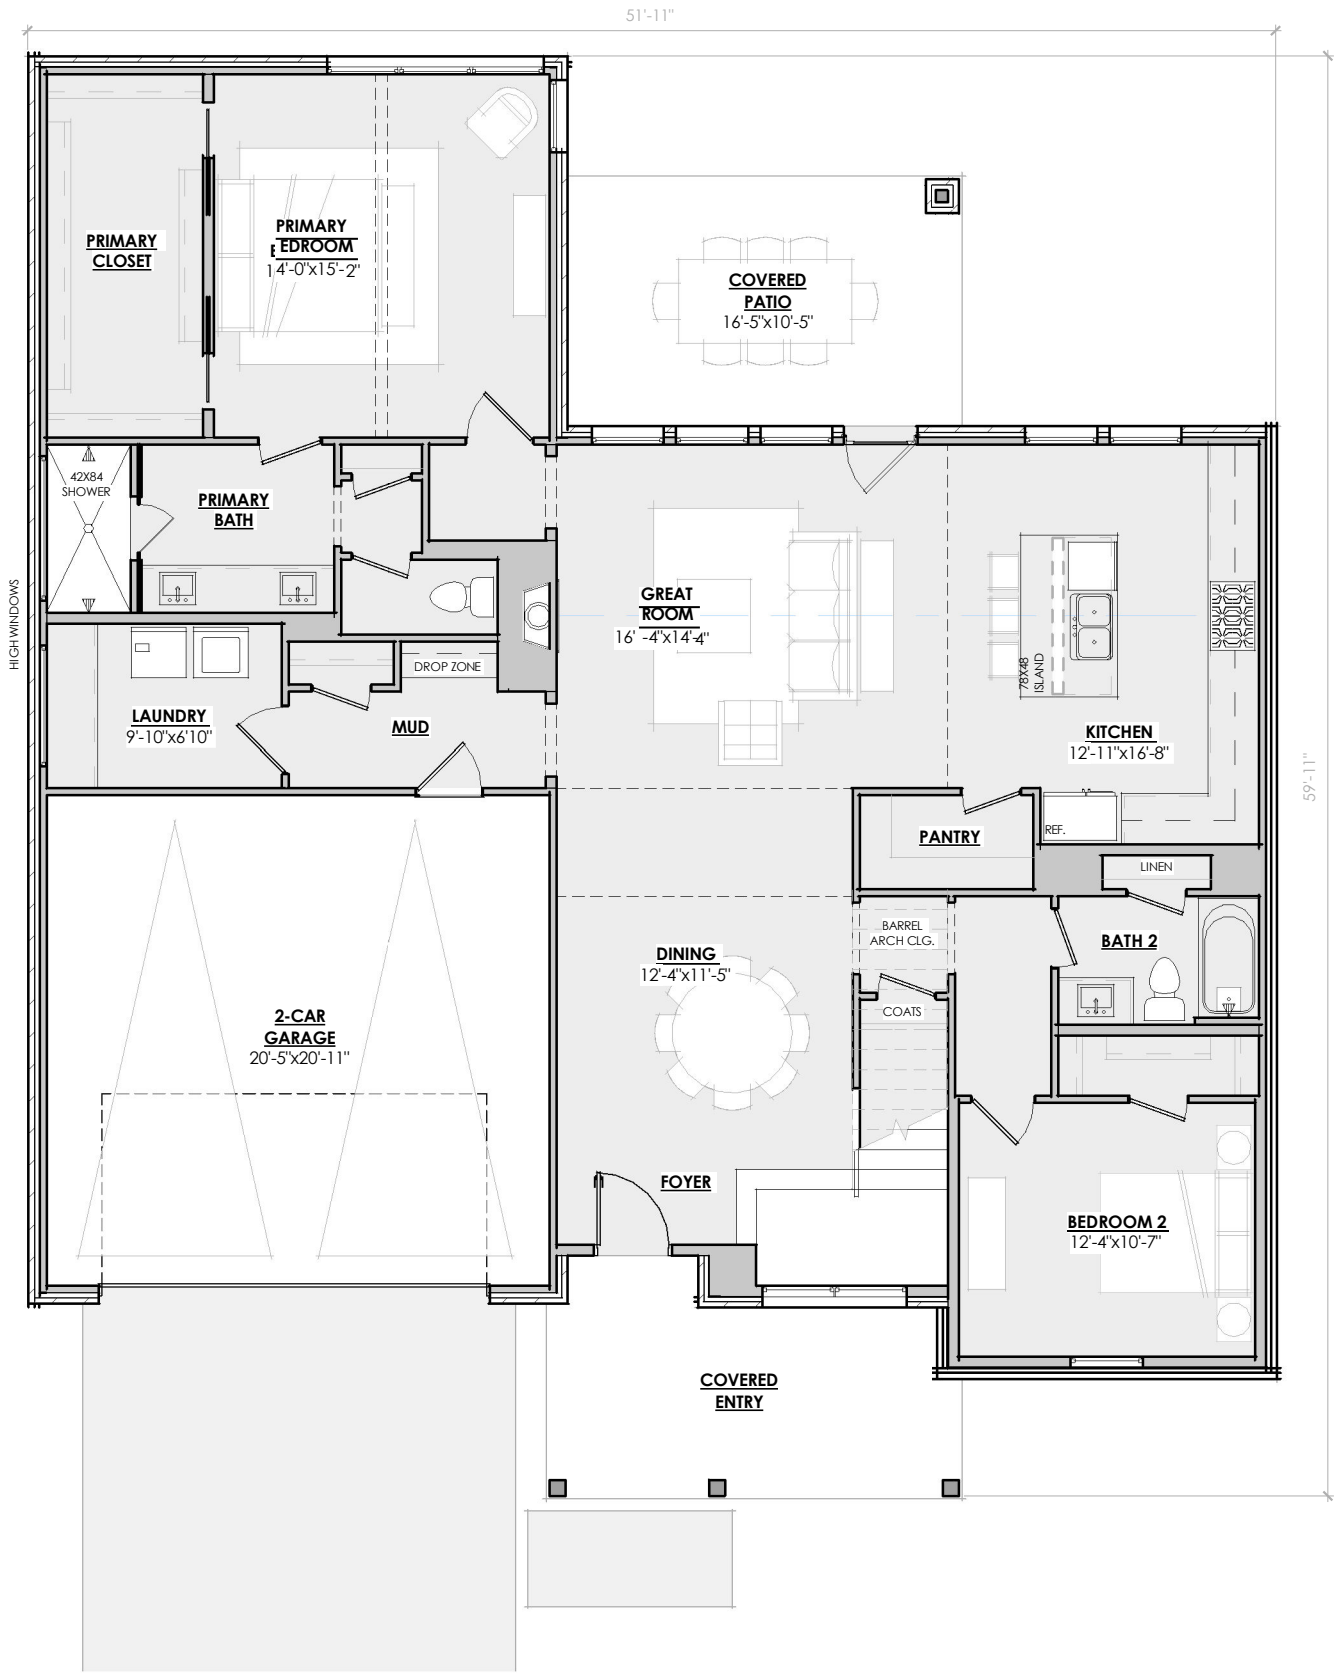 51'-11"
PRIMARY
CLOSET
PRIMARY
EDROOM
14'-0"x15'-2"
COVERED
PATIO
16'-5"x10'-5"
42X84
SHOWER
PRIMARY
BATH
HIGH WINDOWS
GREAT
ROOM
16' -4"x14'-4"
78X48
ISLAND
DROP ZONE
LAUNDRY
9'-10"x6'10"
MUD
KITCHEN
12'-11"x16'-8"
59'-11"
REF.
PANTRY
LINEN
BARREL
ARCH CLG.
BATH 2
DINING
12'-4"x11'-5"
COATS
2-CAR
GARAGE
20'-5"x20'-11"
FOYER
BEDROOM 2
12'-4"x10'-7"
COVERED
ENTRY